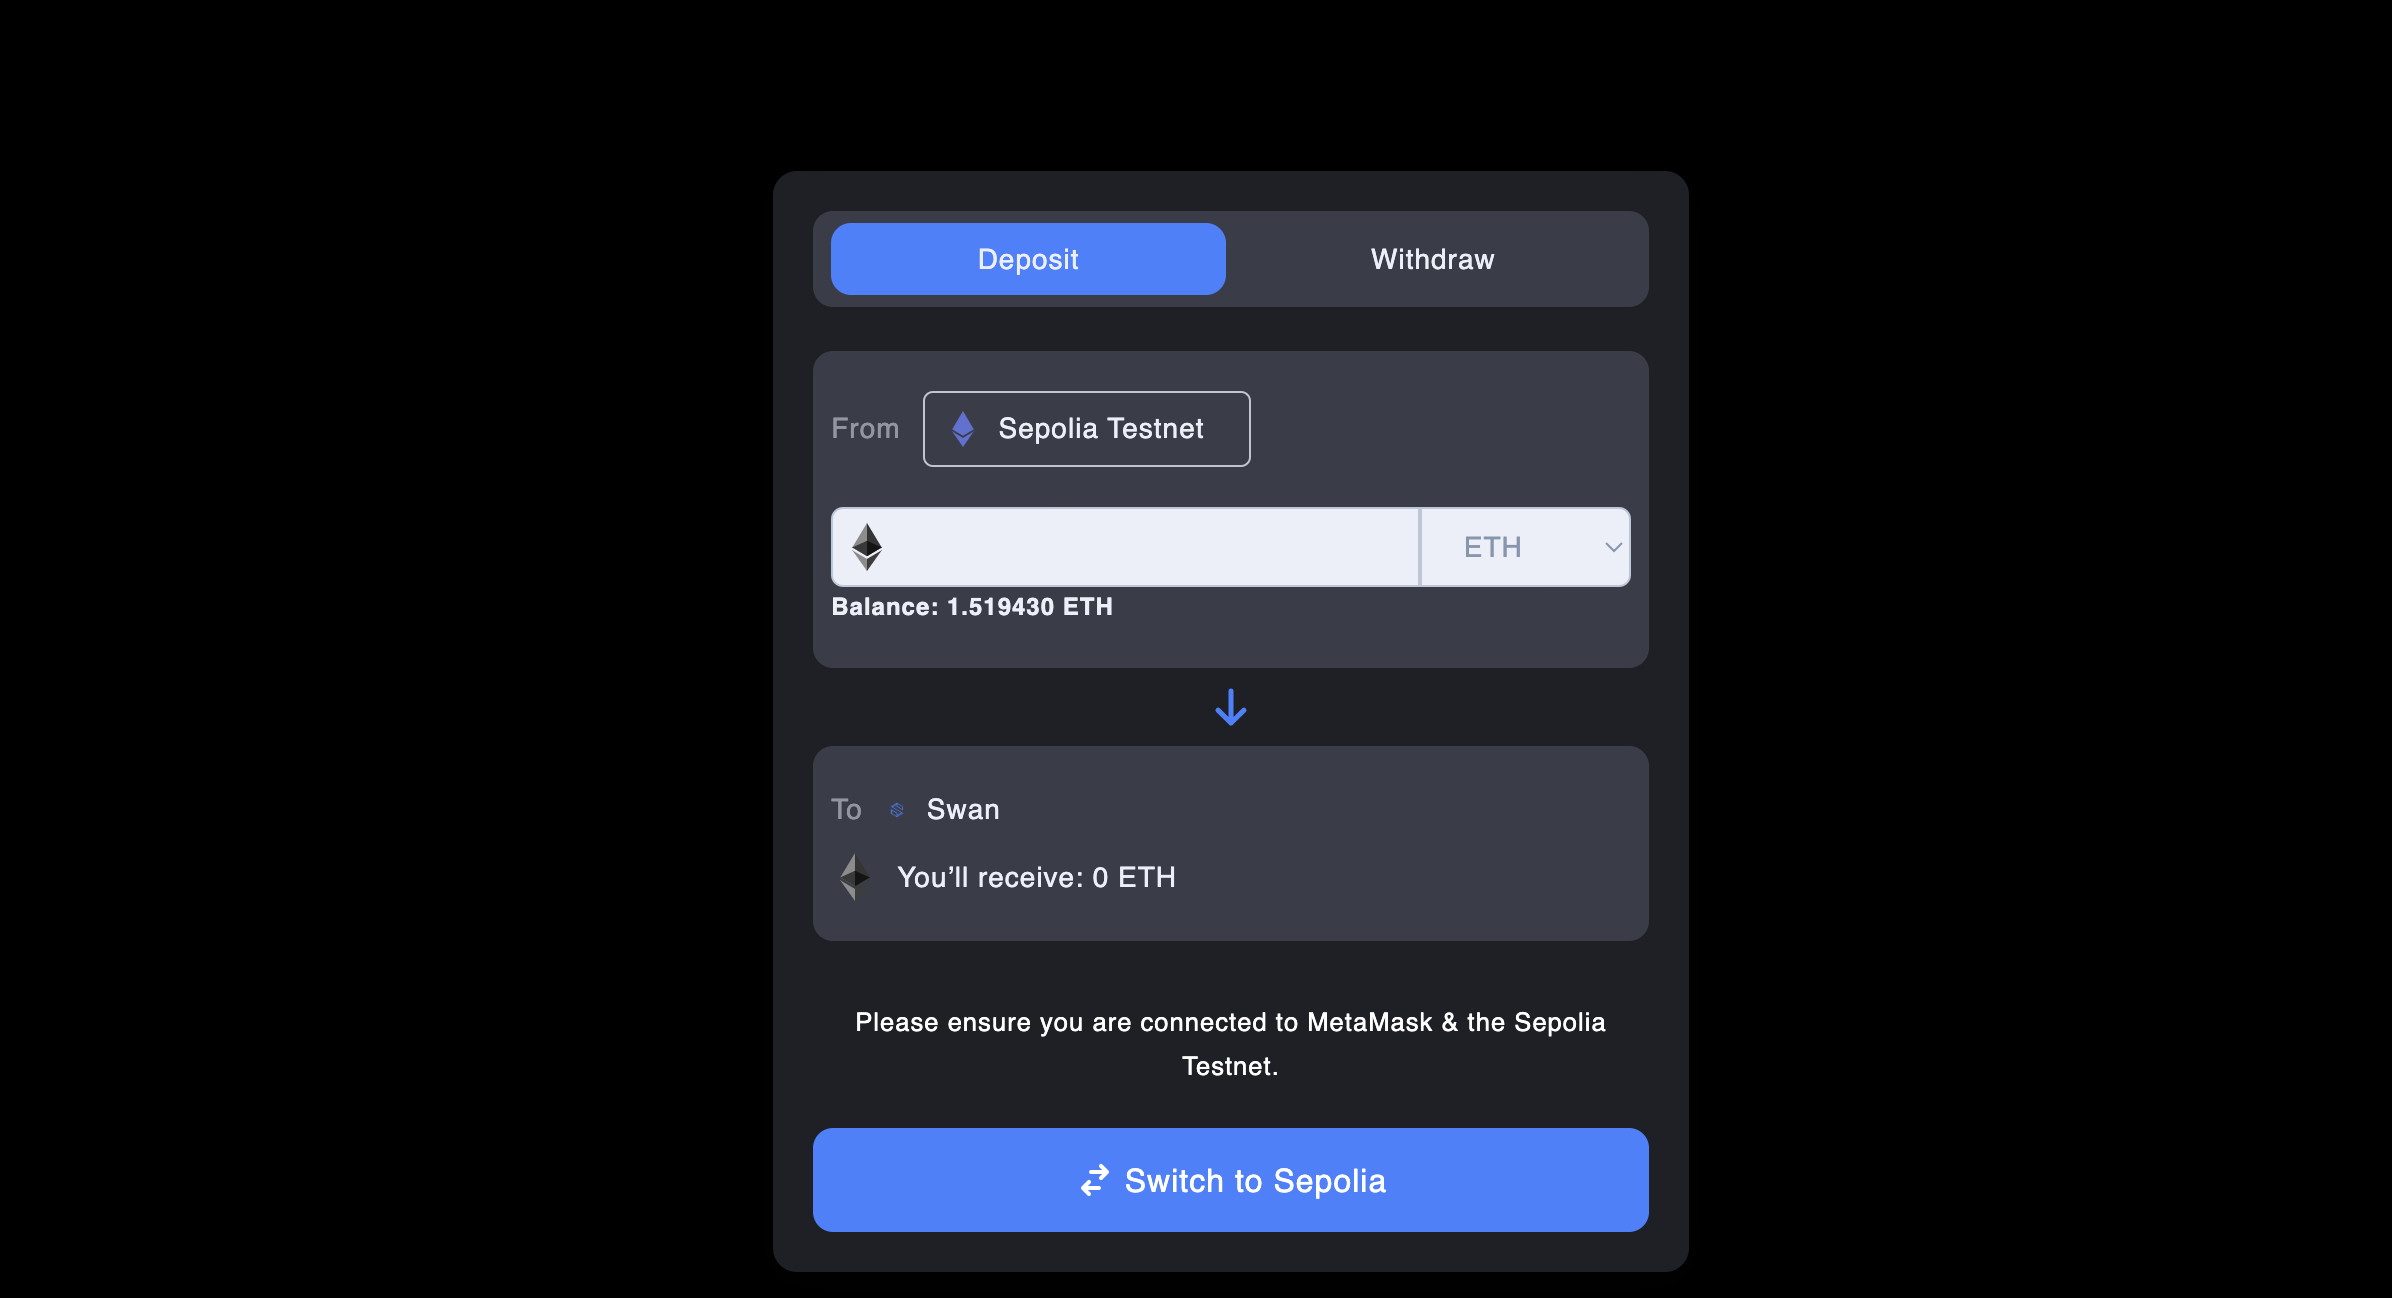 Deposit
Withdraw
From
Sepolia Testnet
ETH
Balance: 1.519430 ETH
To
Swan
You’ll receive: 0 ETH
Please ensure you are connected to MetaMask & the Sepolia
Testnet.
Switch to Sepolia